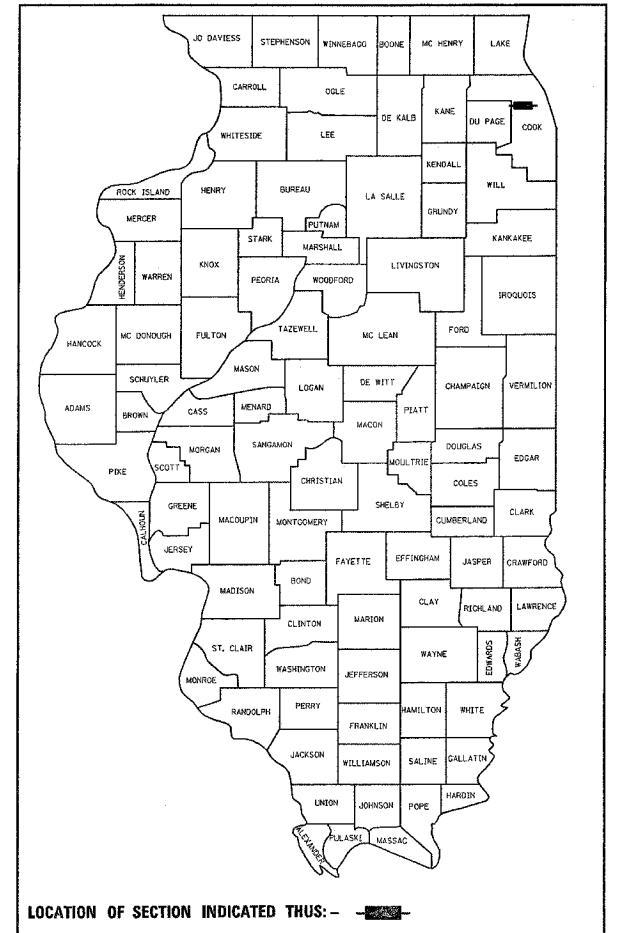 JO DAVIESS STEPHENSON WINNEBAGO BOONE MC HENRY LAKE
CARROLL OGLE
DE KALB KANE
DU PAGE COOK
WHITESIDE LEE
KENDALL
WILL
ROCK ISLAND HENRY BUREAU LA SALLE
GRUNDY
MERCER PUTNAM
KANKAKEE
STARK MARSHALL
HENDERSON WARREN KNOX LIVINGSTON
PEORIA WOODFORD
IROQUOIS
HANCOCK MC DONOUGH FULTON TAZEWELL MC LEAN FORD
MASON
SCHUYLER LOGAN DE WITT CHAMPAIGN VERMILION
ADAMS BROWN CASS MENARD PIATT
MACON
MORGAN SANGAMON DOUGLAS EDGAR
PIKE SCOTT MOULTRIE
CHRISTIAN COLES
GREENE SHELBY
CALHOUN MACOUPIN MONTGOMERY CUMBERLAND CLARK
JERSEY
FAYETTE EFFINGHAM JASPER CRAWFORD
MADISON BOND
CLAY
RICHLAND LAWRENCE
CLINTON MARION
ST. CLAIR WAYNE EDWARDS WABASH
WASHINGTON
JEFFERSON
MONROE
RANDOLPH PERRY HAMILTON WHITE
FRANKLIN
JACKSON WILLIAMSON SALINE GALLATIN
HARDIN
UNION JOHNSON POPE
ALEXANDER PULASKI MASSAC
LOCATION OF SECTION INDICATED THUS: -